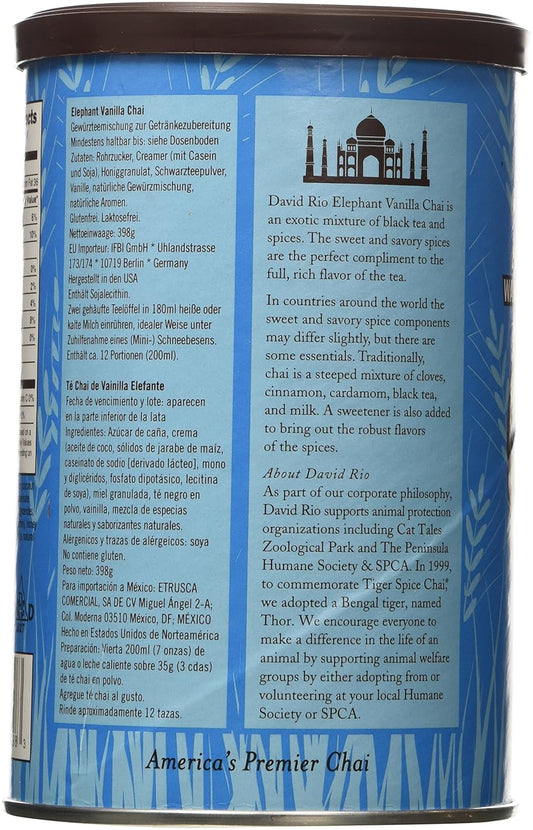 Elephant Vanilla Chai
Gewürzteemischung zur Getränkezubereitung
Mindestens haltbar bis: siehe Dosenboden
Zutaten: Rohrzucker, Creamer (mit Casein
und Soja), Honiggranulat, Schwarzteepulver,
Vanille, natürliche Gewürzmischung,
natürliche Aromen.
Glutenfrei. Laktosefrei.
Nettoeinwaage: 398g
EU Importeur: IFBI GmbH * Uhlandstrasse
173/174 * 10719 Berlin * Germany
Hergestellt in den USA
Enthält Sojalecithin.
Zwei gehäufte Teelöffel in 180ml heiße oder
kalte Milch einrühren, idealer Weise unter
Zuhilfenahme eines (Mini-) Schneebesens.
Enthält ca. 12 Portionen (200ml).
Té Chai de Vainilla Elefante
Fecha de vencimiento y lote: aparecen
en la parte inferior de la lata
Ingredientes: Azúcar de caña, crema
(aceite de coco, sólidos de jarabe de maíz,
caseinato de sodio [derivado lácteo], mono
y diglicéridos, fosfato dipotásico, lecitina
de soya), miel granulada, té negro en
polvo, vainilla, mezcla de especias
naturales y saborizantes naturales.
Alérgenicos y trazas de alérgeicos: soya
No contiene gluten.
Peso neto: 398g
Para importación a México: ETRUSCA
COMERCIAL, SA DE CV Miguel Ángel 2-A;
Col. Moderna 03510 México, DF; MÉXICO
Hecho en Estados Unidos de Norteamérica
Preparación: Vierta 200ml (7 onzas) de
agua o leche caliente sobre 35g (3 cdas)
de té chai en polvo.
Agregue té chai al gusto.
Rinde aproximadamente 12 tazas.
David Rio Elephant Vanilla Chai is
an exotic mixture of black tea and
spices. The sweet and savory spices
are the perfect compliment to the
full, rich flavor of the tea.
In countries around the world the
sweet and savory spice components
may differ slightly, but there are
some essentials. Traditionally,
chai is a steeped mixture of cloves,
cinnamon, cardamom, black tea,
and milk. A sweetener is also added
to bring out the robust flavors
of the spices.
About David Rio
As part of our corporate philosophy,
David Rio supports animal protection
organizations including Cat Tales
Zoological Park and The Peninsula
Humane Society & SPCA. In 1999,
to commemorate Tiger Spice Chai®,
we adopted a Bengal tiger, named
Thor. We encourage everyone to
make a difference in the life of an
animal by supporting animal welfare
groups by either adopting from or
volunteering at your local Humane
Society or SPCA.
America's Premier Chai